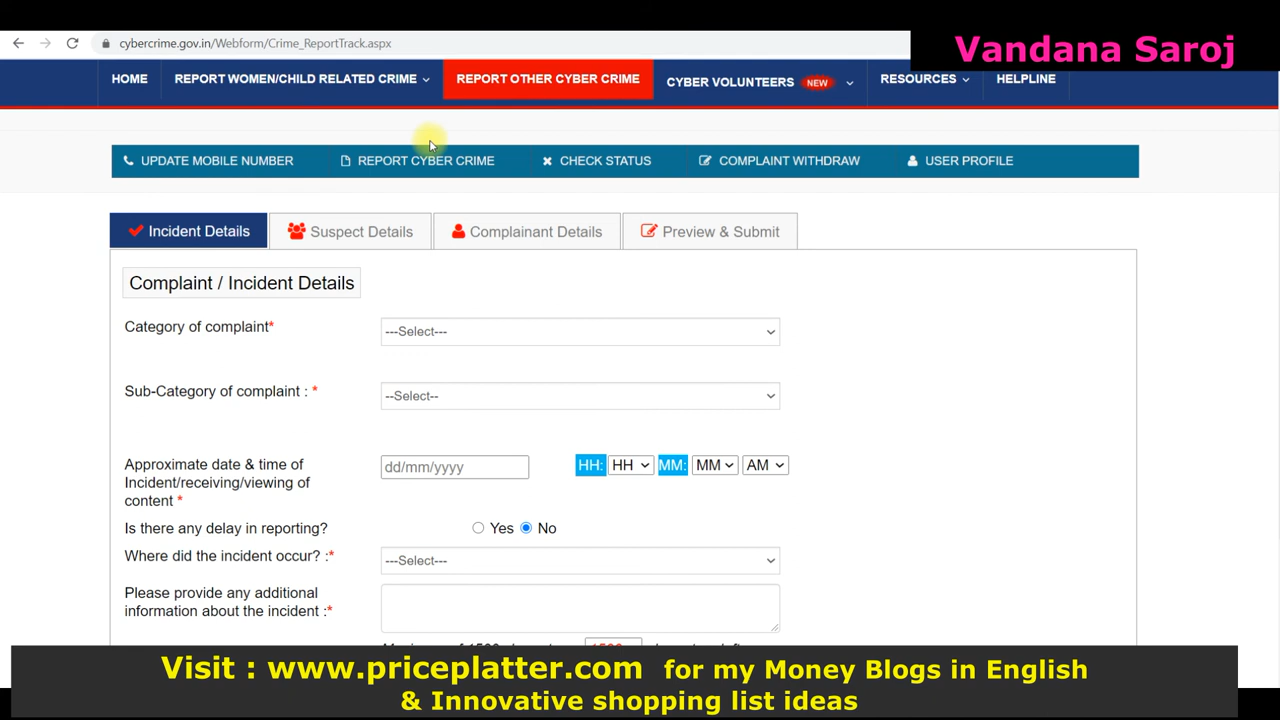 cybercrime.gov.in/Webform/Crime_ReportTrack.aspx
Vandana Saroj
HOME REPORT WOMEN/CHILD RELATED CRIME REPORT OTHER CYBER CRIME CYBER VOLUNTEERS NEW RESOURCES HELPLINE
UPDATE MOBILE NUMBER REPORT CYBER CRIME CHECK STATUS COMPLAINT WITHDRAW USER PROFILE
Incident Details Suspect Details Complainant Details Preview & Submit
Complaint / Incident Details
Category of complaint* ---Select---
Sub-Category of complaint : * --Select--
Approximate date & time of
Incident/receiving/viewing of
content *
dd/mm/yyyy HH: HH MM: MM AM
Is there any delay in reporting? Yes No
Where did the incident occur? :* ---Select---
Please provide any additional
information about the incident :*
Visit : www.priceplatter.com for my Money Blogs in English
& Innovative shopping list ideas